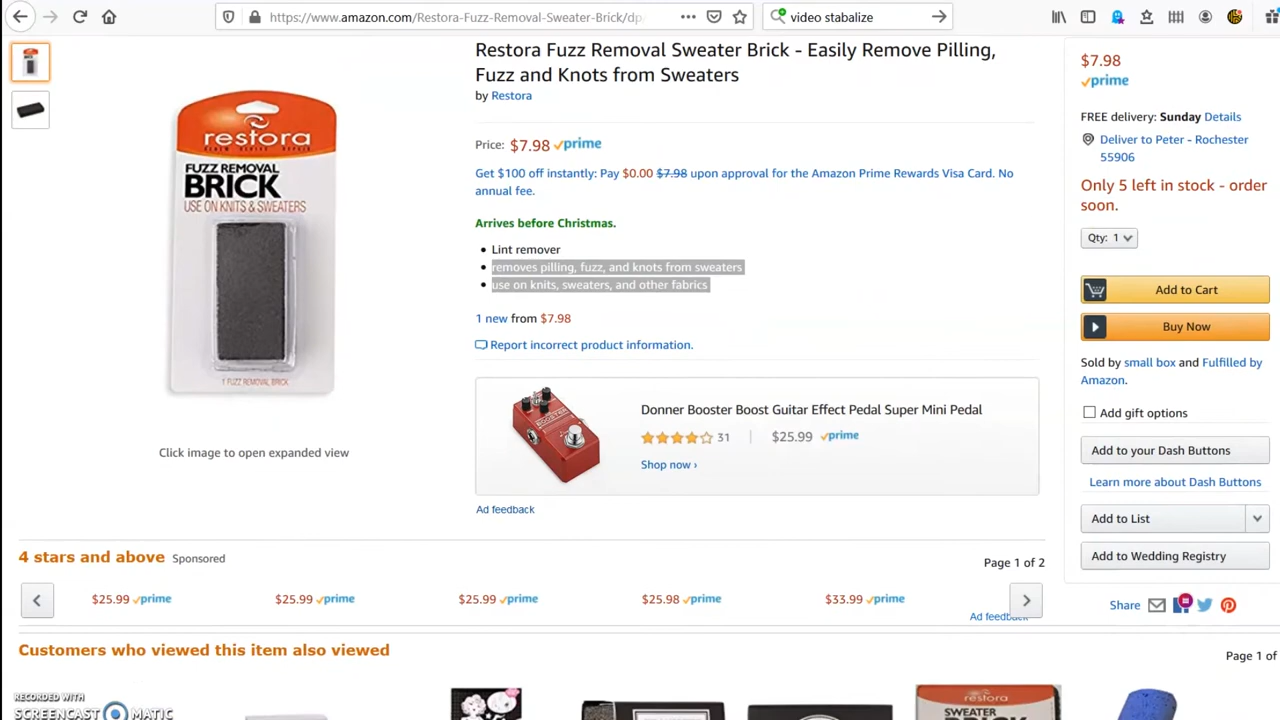 https://www.amazon.com/Restora-Fuzz-Removal-Sweater-Brick/dp
video stabalize
Restora Fuzz Removal Sweater Brick - Easily Remove Pilling,
Fuzz and Knots from Sweaters
by Restora
Price: $7.98 prime
Get $100 off instantly: Pay $0.00 $7.98 upon approval for the Amazon Prime Rewards Visa Card. No
annual fee.
Arrives before Christmas.
Lint remover
removes pilling, fuzz, and knots from sweaters
use on knits, sweaters, and other fabrics
1 new from $7.98
Report incorrect product information.
restora
FUZZ REMOVAL
BRICK
USE ON KNITS & SWEATERS
1 FUZZ REMOVAL BRICK
Click image to open expanded view
Donner Booster Boost Guitar Effect Pedal Super Mini Pedal
31 | $25.99 prime
Shop now ›
Ad feedback
$7.98
prime
FREE delivery: Sunday Details
Deliver to Peter - Rochester
55906
Only 5 left in stock - order
soon.
Qty: 1
Add to Cart
Buy Now
Sold by small box and Fulfilled by
Amazon.
Add gift options
Add to your Dash Buttons
Learn more about Dash Buttons
Add to List
Add to Wedding Registry
Share
4 stars and above Sponsored
Page 1 of 2
$25.99 prime
$25.99 prime
$25.99 prime
$25.98 prime
$33.99 prime
Ad feedback
Customers who viewed this item also viewed
Page 1 of
RECORDED WITH
SCREENCAST MATIC
restora
SWEATER